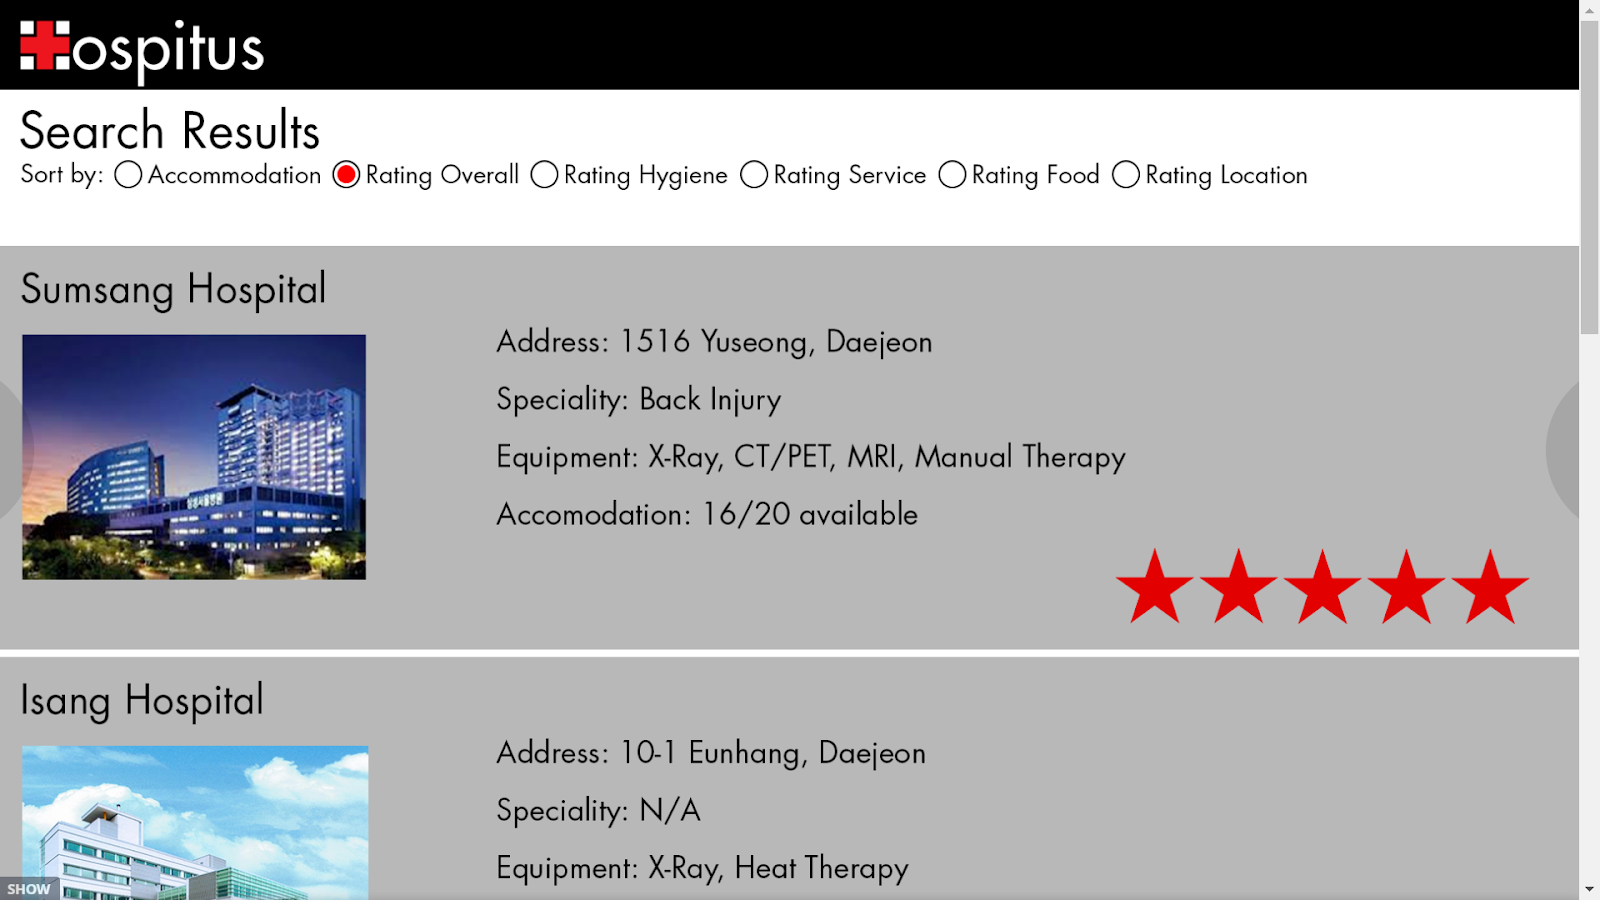 Hospitus
Search Results
Sort by: Accommodation Rating Overall Rating Hygiene Rating Service Rating Food Rating Location
Sumsang Hospital
Address: 1516 Yuseong, Daejeon
Speciality: Back Injury
Equipment: X-Ray, CT/PET, MRI, Manual Therapy
Accomodation: 16/20 available
Isang Hospital
Address: 10-1 Eunhang, Daejeon
Speciality: N/A
Equipment: X-Ray, Heat Therapy
SHOW